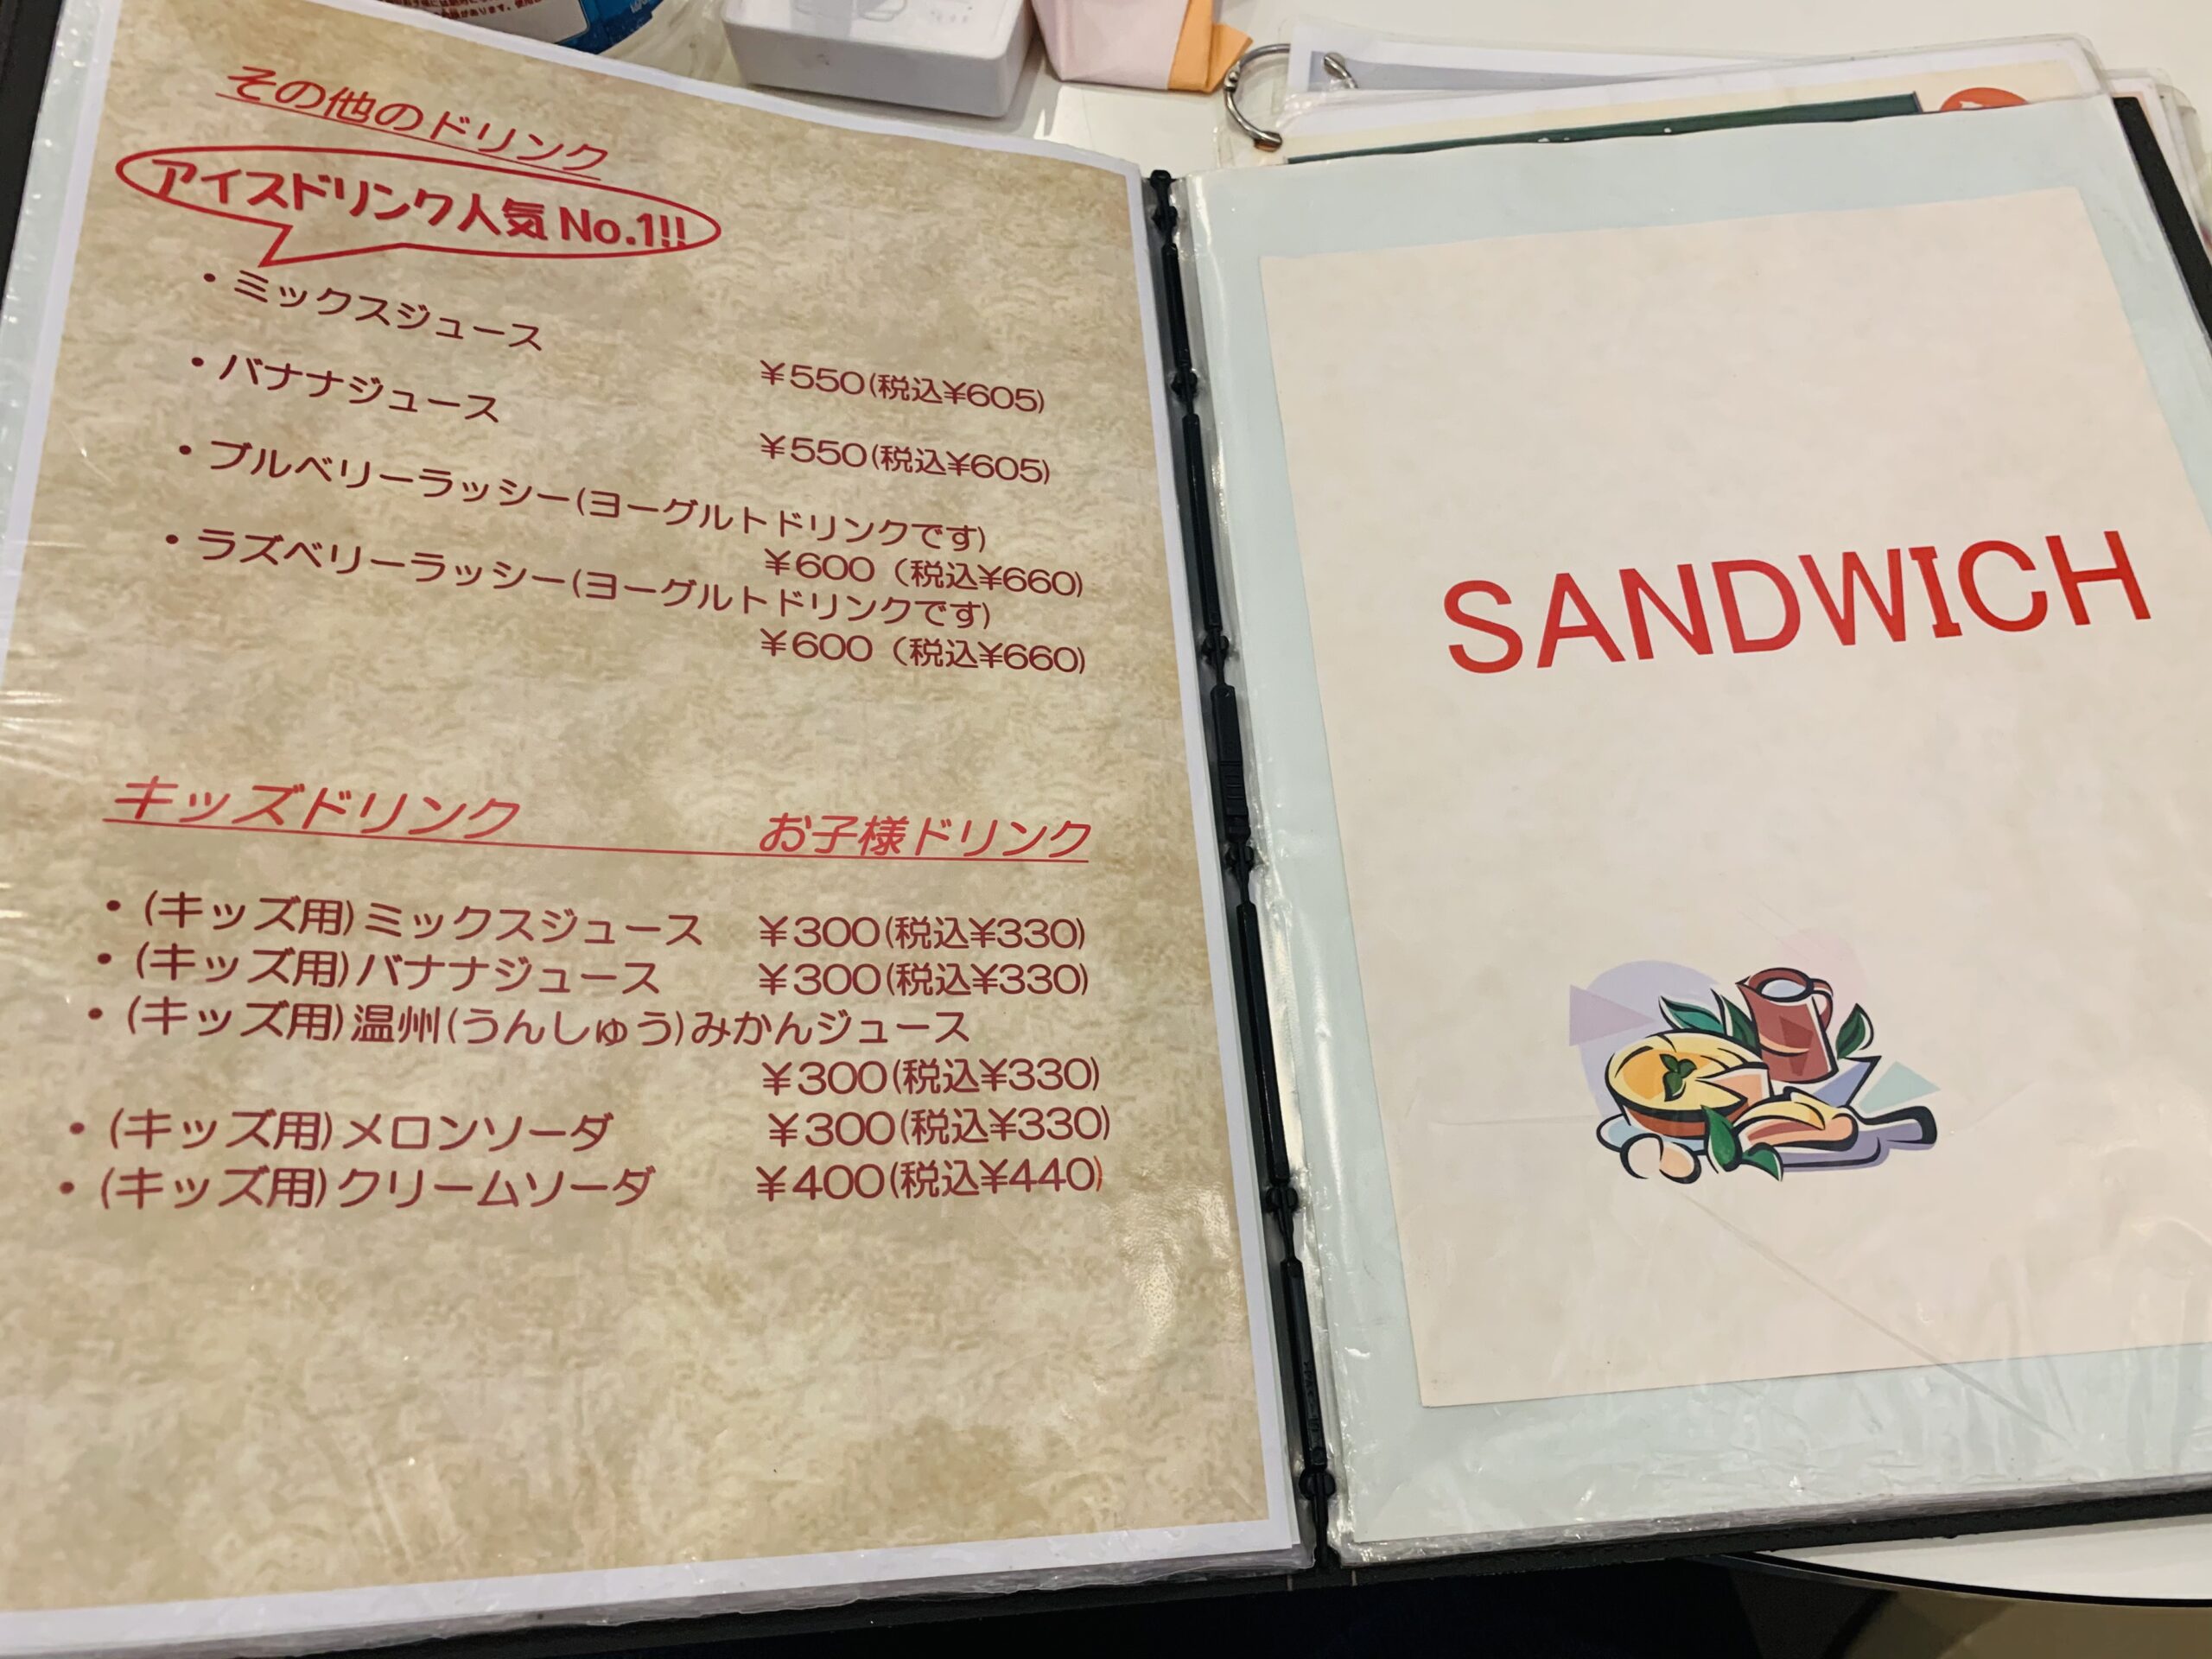 その他のドリンク
アイスドリンク人気No.1!!
・ミックスジュース
¥550(税込¥605)
・バナナジュース
¥550(税込¥605)
・ブルベリーラッシー(ヨーグルトドリンクです)
¥600（税込¥660)
・ラズベリーラッシー(ヨーグルトドリンクです)
¥600（税込¥660)
キッズドリンク お子様ドリンク
・(キッズ用)ミックスジュース ¥300(税込¥330)
・(キッズ用)バナナジュース ¥300(税込¥330)
・(キッズ用)温州(うんしゅう)みかんジュース
¥300(税込¥330)
・(キッズ用)メロンソーダ ¥300(税込¥330)
・(キッズ用)クリームソーダ ¥400(税込¥440)
SANDWICH